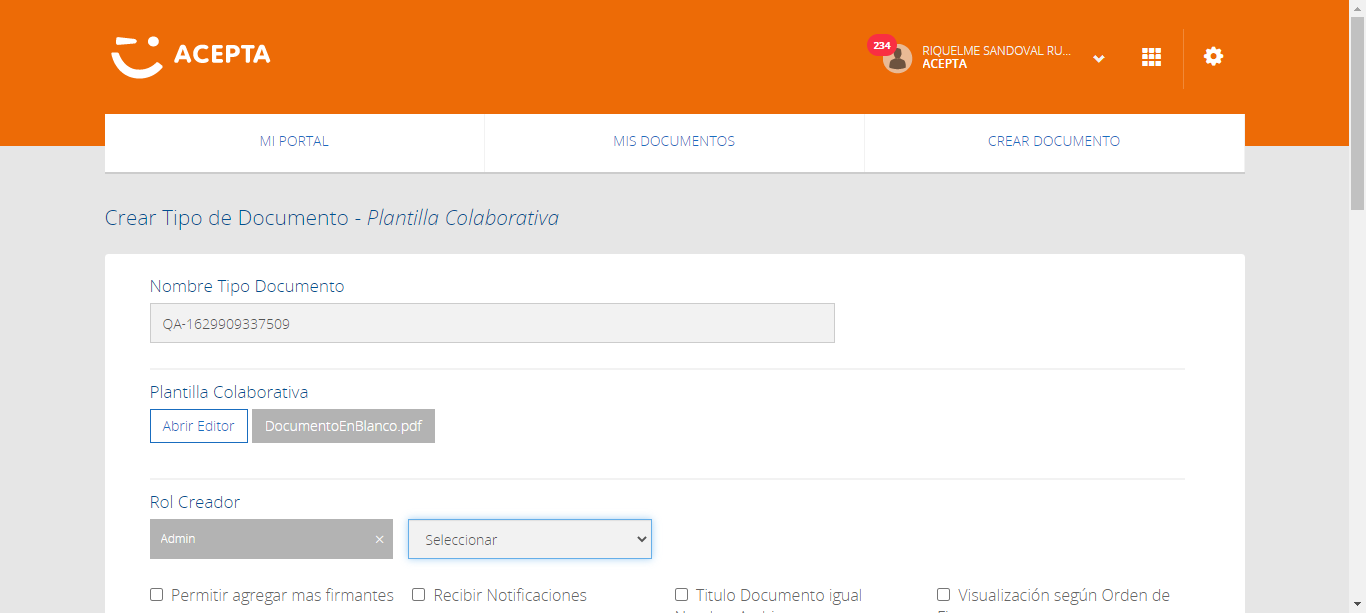 ACEPTA
234
RIQUELME SANDOVAL RU...
ACEPTA
MI PORTAL
MIS DOCUMENTOS
CREAR DOCUMENTO
Crear Tipo de Documento - Plantilla Colaborativa
Nombre Tipo Documento
QA-1629909337509
Plantilla Colaborativa
Abrir Editor
DocumentoEnBlanco.pdf
Rol Creador
Admin ×
Seleccionar
Permitir agregar mas firmantes
Recibir Notificaciones
Titulo Documento igual
Visualización según Orden de